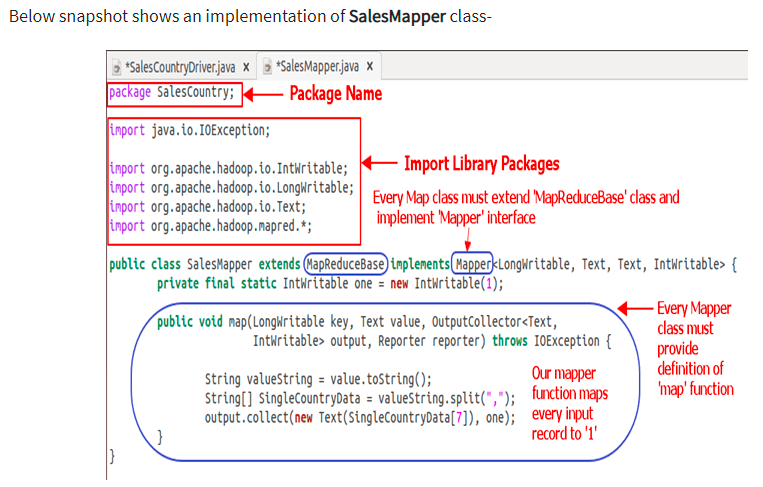 Below snapshot shows an implementation of SalesMapper class-
*SalesCountryDriver.java x *SalesMapper.java x
package SalesCountry;
Package Name
import java.io.IOException;
Import Library Packages
import org.apache.hadoop.io.IntWritable;
import org.apache.hadoop.io.LongWritable;
import org.apache.hadoop.io.Text;
import org.apache.hadoop.mapred.*;
Every Map class must extend 'MapReduceBase' class and
implement 'Mapper' interface
public class SalesMapper extends MapReduceBase implements Mapper<LongWritable, Text, Text, IntWritable> {
private final static IntWritable one = new IntWritable(1);
public void map(LongWritable key, Text value, OutputCollector<Text,
IntWritable> output, Reporter reporter) throws IOException {
String valueString = value.toString();
String[] SingleCountryData = valueString.split(",");
output.collect(new Text(SingleCountryData[7]), one);
}
}
Our mapper
function maps
every input
record to '1'
Every Mapper
class must
provide
definition of
'map' function